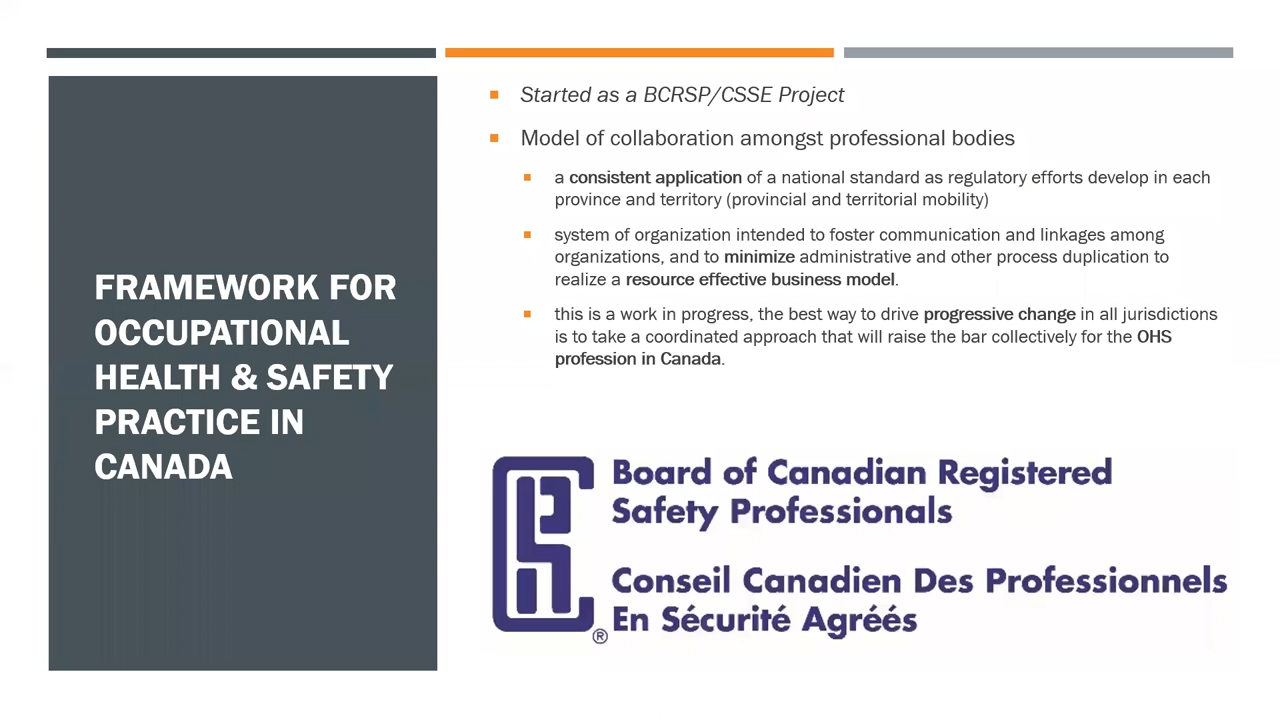 FRAMEWORK FOR
OCCUPATIONAL
HEALTH & SAFETY
PRACTICE IN
CANADA
Started as a BCRSP/CSSE Project
Model of collaboration amongst professional bodies
a consistent application of a national standard as regulatory efforts develop in each
province and territory (provincial and territorial mobility)
system of organization intended to foster communication and linkages among
organizations, and to minimize administrative and other process duplication to
realize a resource effective business model.
this is a work in progress, the best way to drive progressive change in all jurisdictions
is to take a coordinated approach that will raise the bar collectively for the OHS
profession in Canada.
Board of Canadian Registered
Safety Professionals
Conseil Canadien Des Professionnels
®En Sécurité Agréés